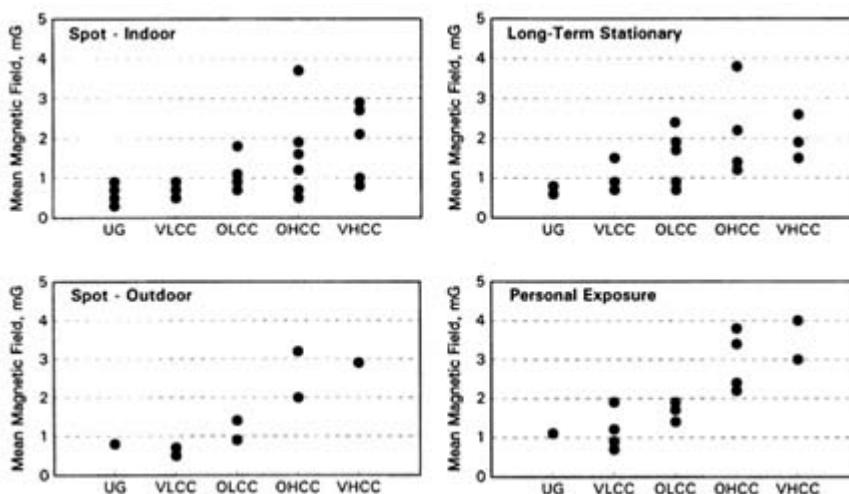 Spot - Indoor
Mean Magnetic Field, mG
5
4
3
2
1
0
UG VLCC OLCC OHCC VHCC
Long-Term Stationary
Mean Magnetic Field, mG
5
4
3
2
1
0
UG VLCC OLCC OHCC VHCC
Spot - Outdoor
Mean Magnetic Field, mG
5
4
3
2
1
0
UG VLCC OLCC OHCC VHCC
Personal Exposure
Mean Magnetic Field, mG
5
4
3
2
1
0
UG VLCC OLCC OHCC VHCC